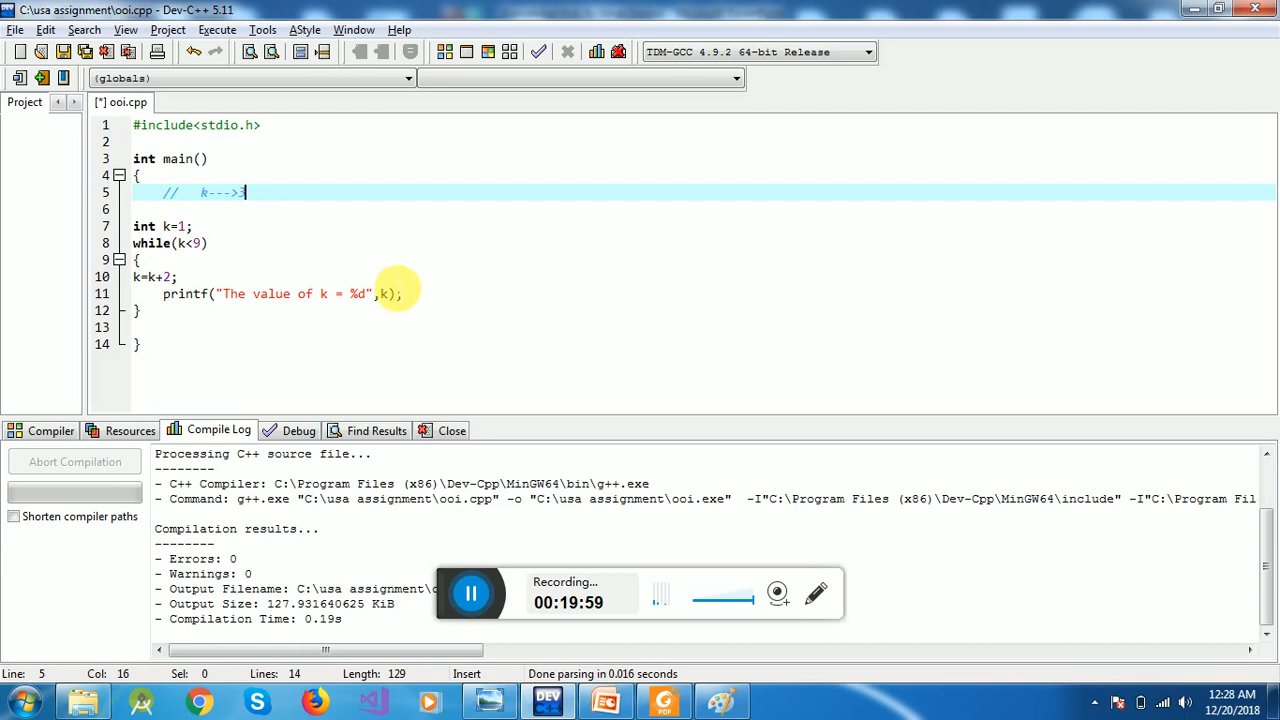 C:\usa assignment\ooi.cpp - Dev-C++ 5.11
File Edit Search View Project Execute Tools AStyle Window Help
TDM-GCC 4.9.2 64-bit Release
(globals)
Project [*] ooi.cpp
1 #include<stdio.h>
2
3 int main()
4 {
5 // k--->3
6
7 int k=1;
8 while(k<9)
9 {
10 k=k+2;
11 printf("The value of k = %d",k);
12 }
13
14 }
Compiler Resources Compile Log Debug Find Results Close
Abort Compilation
Shorten compiler paths
Processing C++ source file...
--------
- C++ Compiler: C:\Program Files (x86)\Dev-Cpp\MinGW64\bin\g++.exe
- Command: g++.exe "C:\usa assignment\ooi.cpp" -o "C:\usa assignment\ooi.exe" -I"C:\Program Files (x86)\Dev-Cpp\MinGW64\include" -I"C:\Program Fil
Compilation results...
--------
- Errors: 0
- Warnings: 0
- Output Filename: C:\usa assignment\
- Output Size: 127.931640625 KiB
- Compilation Time: 0.19s
Recording...
00:19:59
Line: 5 Col: 16 Sel: 0 Lines: 14 Length: 129 Insert Done parsing in 0.016 seconds
DEV
PDF
12:28 AM
12/20/2018